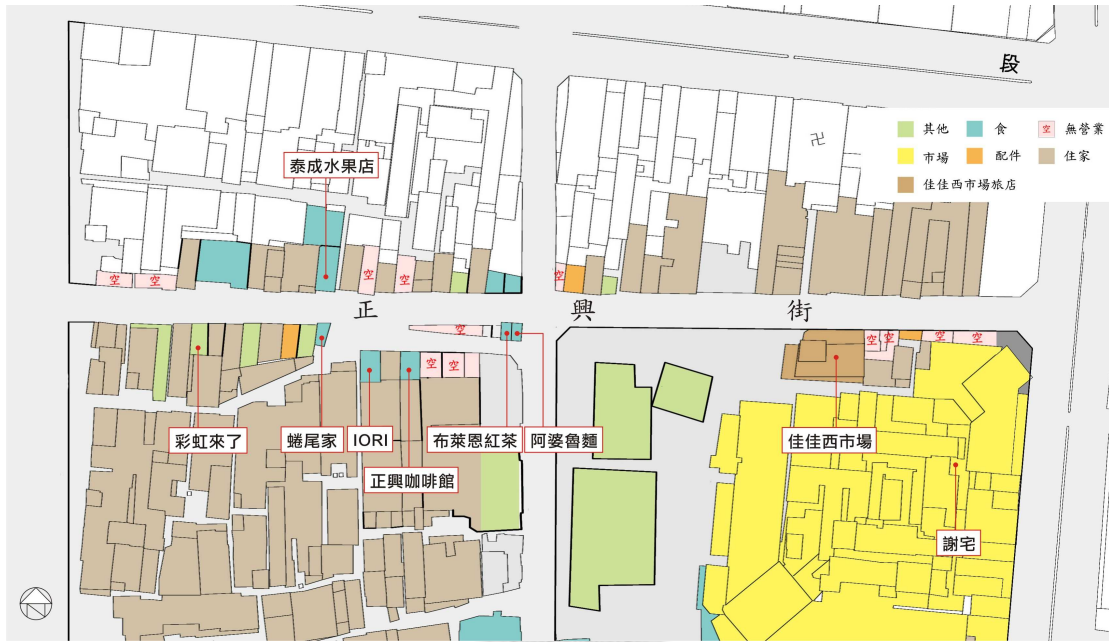 段
卍
其他
食
空 無營業
市場
配件
住家
佳佳西市場旅店
泰成水果店
空
空
空
空
空
正
興
街
空
空
空
空
空
空
空
空
彩虹來了
蜷尾家
IORI
布萊恩紅茶
阿婆魯麵
佳佳西市場
正興咖啡館
謝宅